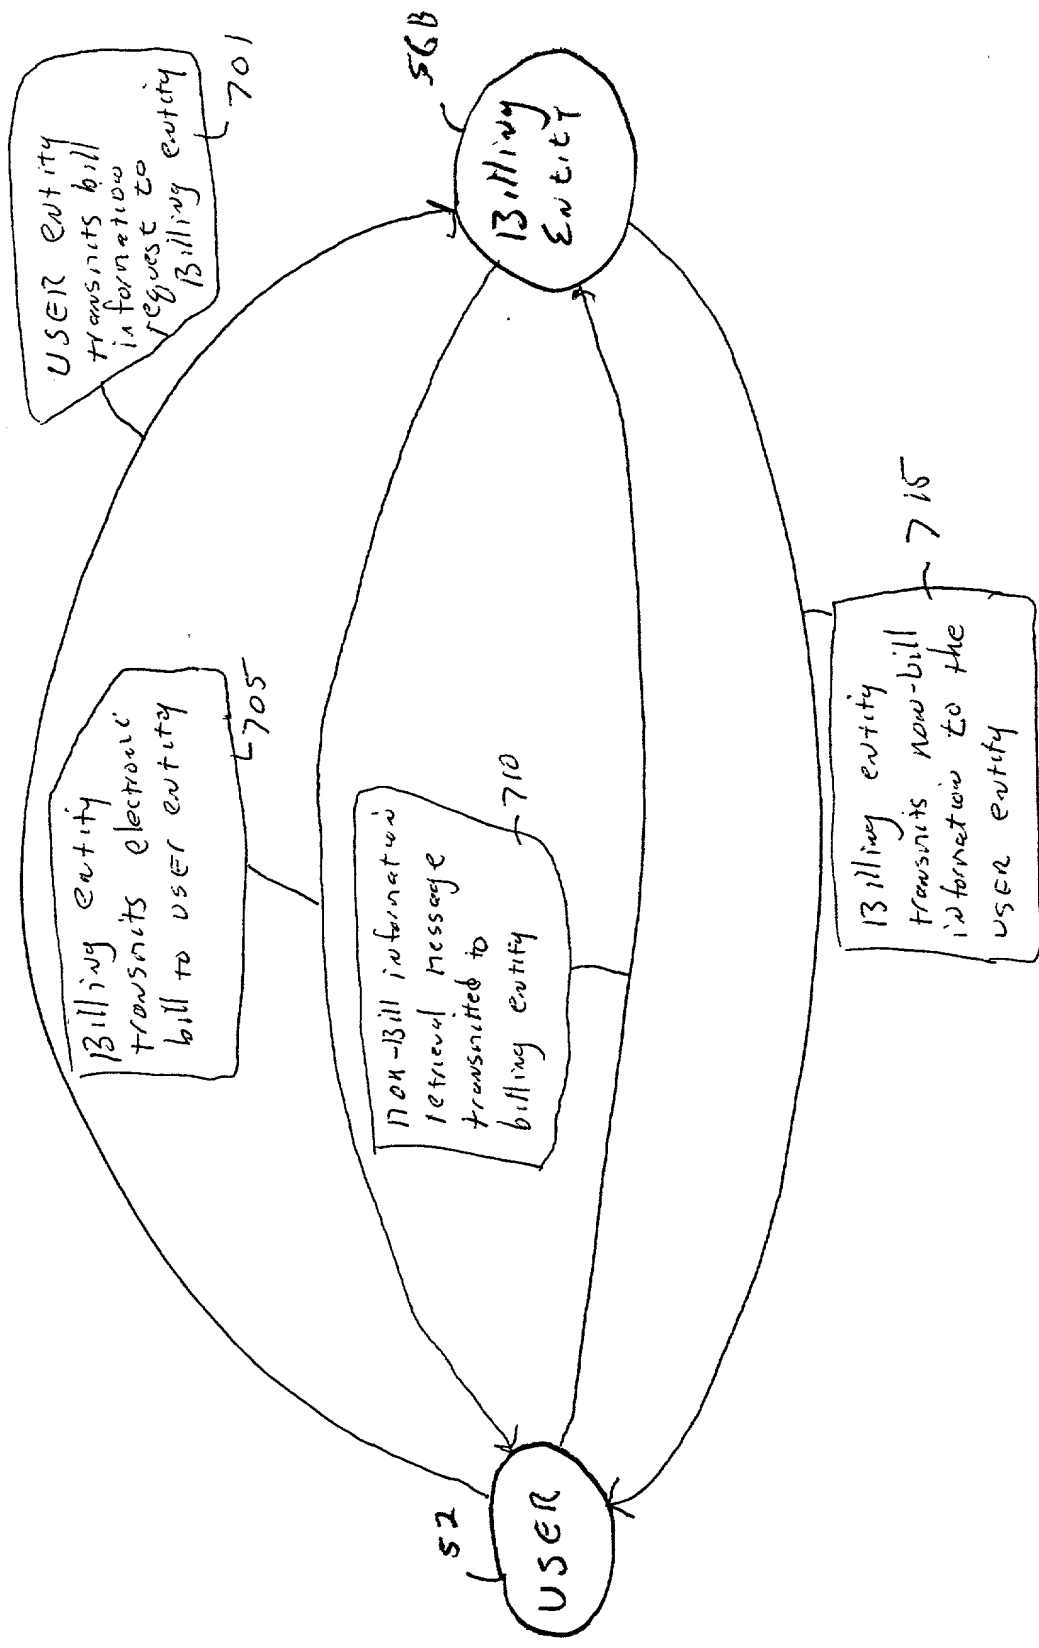 USER entity
transmits bill
information
request to
Billing entity
701
Billing entity
transmits electronic
bill to user entity
705
non-Bill information
retrieval message
transmitted to
billing entity
710
Billing entity
transmits non-bill
information to the
user entity
715
52
USER
56B
Billing
Entity